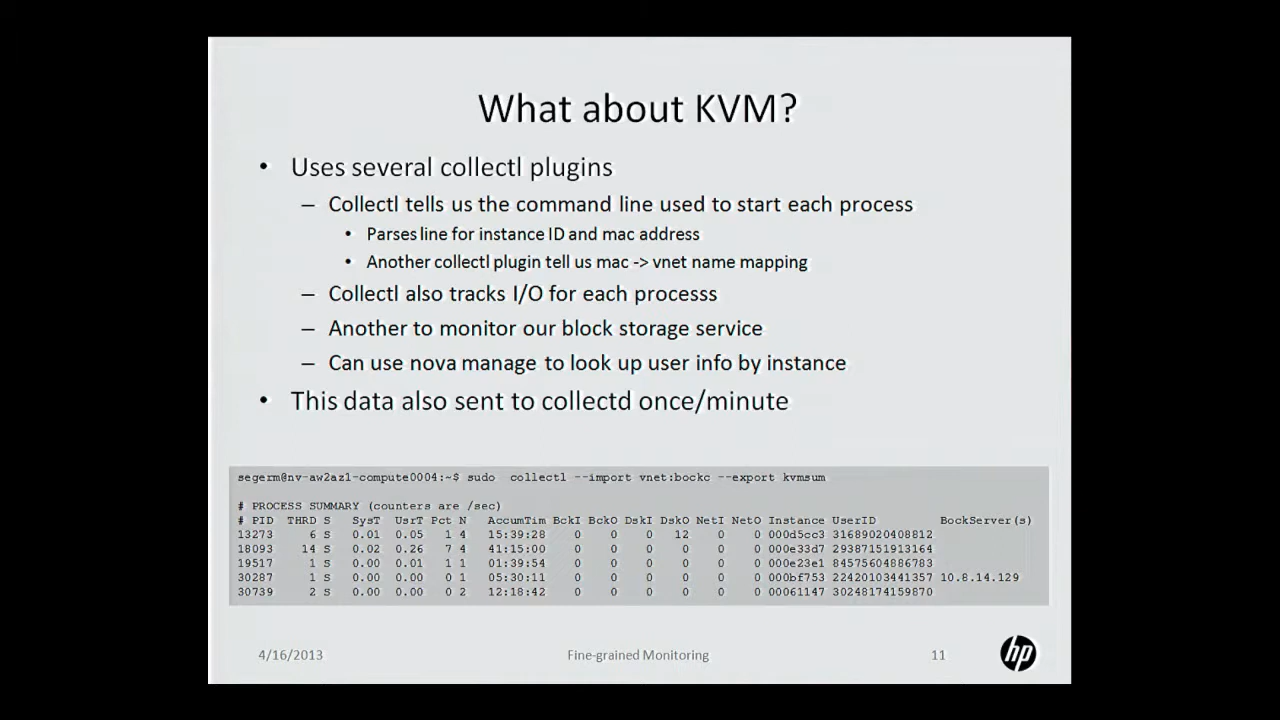 What about KVM?
• Uses several collectl plugins
– Collectl tells us the command line used to start each process
• Parses line for instance ID and mac address
• Another collectl plugin tell us mac -> vnet name mapping
– Collectl also tracks I/O for each processs
– Another to monitor our block storage service
– Can use nova manage to look up user info by instance
• This data also sent to collectd once/minute
segerm@nv-aw2az1-compute0004:~$ sudo collectl --import vnet:bockc --export kvmsum
# PROCESS SUMMARY (counters are /sec)
# PID THRD S SysT UsrT Pct N AccumTim BckI BckO DskI DskO NetI NetO Instance UserID BockServer(s)
13273 6 S 0.01 0.05 1 4 15:39:28 0 0 0 12 0 0 000d5cc3 31689020408812
18093 14 S 0.02 0.26 7 4 41:15:00 0 0 0 0 0 0 000e33d7 29387151913164
19517 1 S 0.00 0.01 1 1 01:39:54 0 0 0 0 0 0 000e23e1 84575604886783
30287 1 S 0.00 0.00 0 1 05:30:11 0 0 0 0 0 0 000bf753 22420103441357 10.8.14.129
30739 2 S 0.00 0.00 0 2 12:18:42 0 0 0 0 0 0 00061147 30248174159870
4/16/2013 Fine-grained Monitoring 11 hp